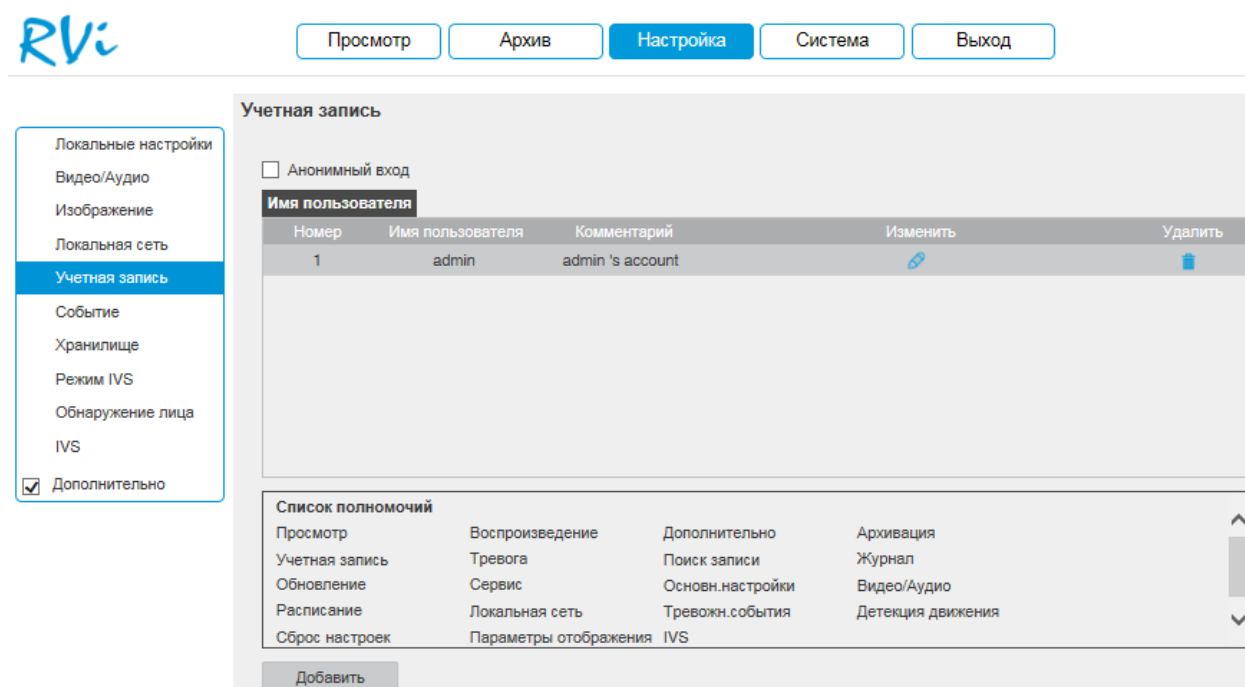 RVi
Просмотр Архив Настройка Система Выход
Учетная запись
Локальные настройки
Видео/Аудио
Изображение
Локальная сеть
Учетная запись
Событие
Хранилище
Режим IVS
Обнаружение лица
IVS
Дополнительно
Анонимный вход
Имя пользователя
Номер Имя пользователя Комментарий Изменить Удалить
1 admin admin 's account
Список полномочий
Просмотр Воспроизведение Дополнительно Архивация
Учетная запись Тревога Поиск записи Журнал
Обновление Сервис Основн.настройки Видео/Аудио
Расписание Локальная сеть Тревожн.события Детекция движения
Сброс настроек Параметры отображения IVS
Добавить